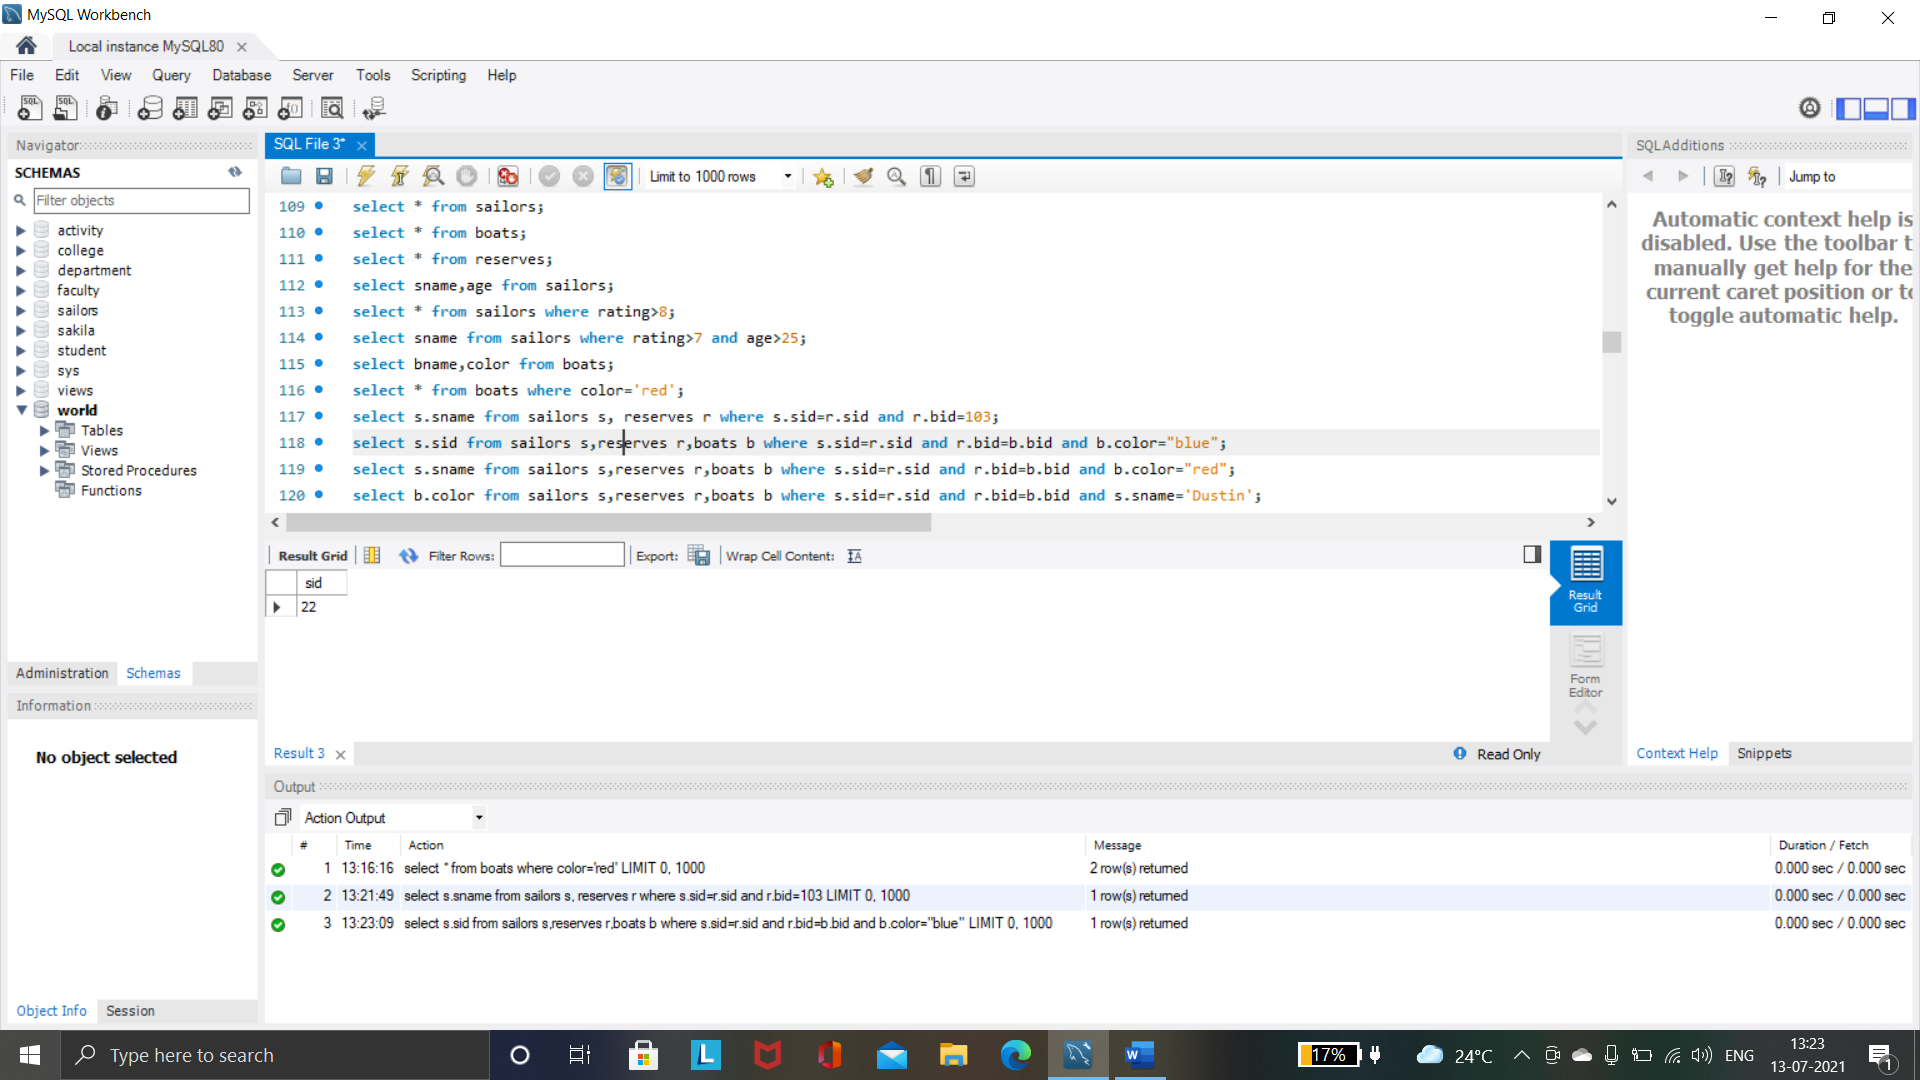 MySQL Workbench
Local instance MySQL80
File Edit View Query Database Server Tools Scripting Help
Navigator
SCHEMAS
Filter objects
activity
college
department
faculty
sailors
sakila
student
sys
views
world
Tables
Views
Stored Procedures
Functions
Administration Schemas
Information
No object selected
Object Info Session
SQL File 3*
Limit to 1000 rows
109 select * from sailors;
110 select * from boats;
111 select * from reserves;
112 select sname,age from sailors;
113 select * from sailors where rating>8;
114 select sname from sailors where rating>7 and age>25;
115 select bname,color from boats;
116 select * from boats where color='red';
117 select s.sname from sailors s, reserves r where s.sid=r.sid and r.bid=103;
118 select s.sid from sailors s,reserves r,boats b where s.sid=r.sid and r.bid=b.bid and b.color="blue";
119 select s.sname from sailors s,reserves r,boats b where s.sid=r.sid and r.bid=b.bid and b.color="red";
120 select b.color from sailors s,reserves r,boats b where s.sid=r.sid and r.bid=b.bid and s.sname='Dustin';
Result Grid Filter Rows: Export: Wrap Cell Content:
sid
22
Result
Grid
Form
Editor
Result 3
Read Only
Output
Action Output
# Time Action Message Duration / Fetch
1 13:16:16 select * from boats where color='red' LIMIT 0, 1000 2 row(s) returned 0.000 sec / 0.000 sec
2 13:21:49 select s.sname from sailors s, reserves r where s.sid=r.sid and r.bid=103 LIMIT 0, 1000 1 row(s) returned 0.000 sec / 0.000 sec
3 13:23:09 select s.sid from sailors s,reserves r,boats b where s.sid=r.sid and r.bid=b.bid and b.color="blue" LIMIT 0, 1000 1 row(s) returned 0.000 sec / 0.000 sec
SQLAdditions
Jump to
Automatic context help is
disabled. Use the toolbar t
manually get help for the
current caret position or to
toggle automatic help.
Context Help Snippets
Type here to search
17%
24°C
ENG
13:23
13-07-2021
1